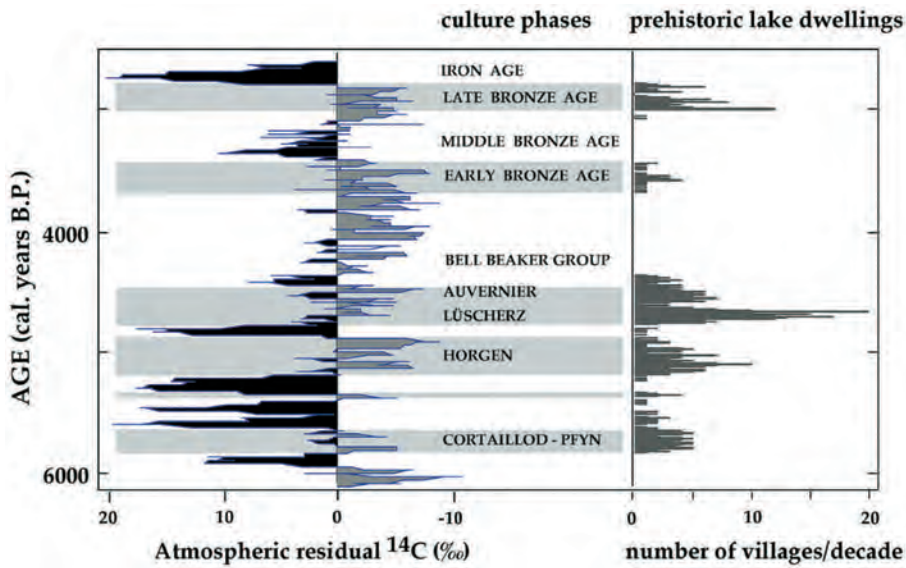 culture phases
prehistoric lake dwellings
IRON AGE
LATE BRONZE AGE
MIDDLE BRONZE AGE
EARLY BRONZE AGE
BELL BEAKER GROUP
AUVERNIER
LÜSCHERZ
HORGEN
CORTAILLOD - PFYN
AGE (cal. years B.P.)
4000
6000
20 10 0 -10
0 10 20
Atmospheric residual ¹⁴C (‰)
number of villages/decade